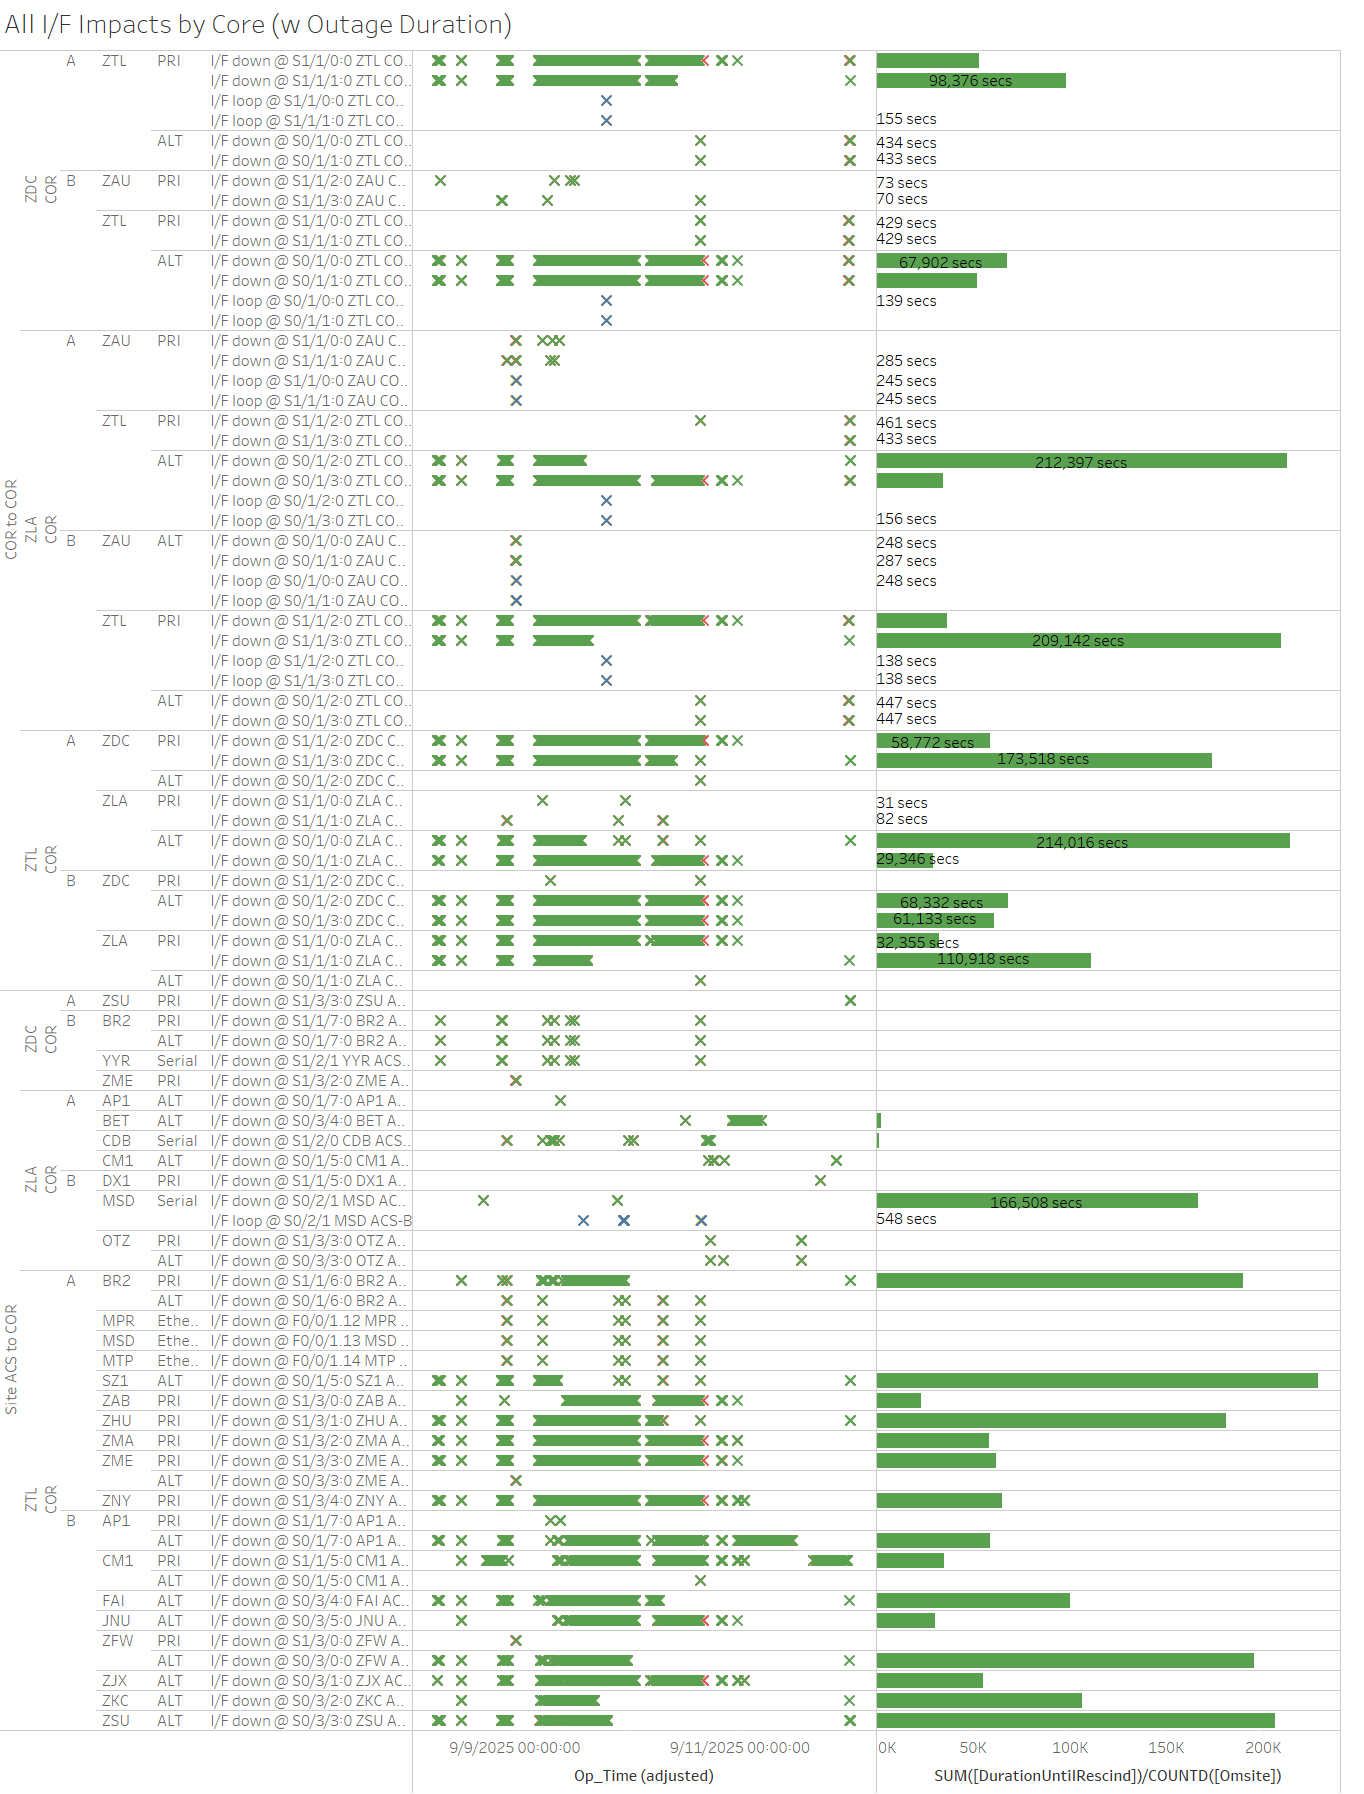 All I/F Impacts by Core (w Outage Duration)
COR to COR
ZDC COR
A ZTL PRI I/F down @ S1/1/0:0 ZTL CO..
I/F down @ S1/1/1:0 ZTL CO.. 98,376 secs
I/F loop @ S1/1/0:0 ZTL CO..
I/F loop @ S1/1/1:0 ZTL CO.. 155 secs
ALT I/F down @ S0/1/0:0 ZTL CO.. 434 secs
I/F down @ S0/1/1:0 ZTL CO.. 433 secs
B ZAU PRI I/F down @ S1/1/2:0 ZAU C.. 73 secs
I/F down @ S1/1/3:0 ZAU C.. 70 secs
ZTL PRI I/F down @ S1/1/0:0 ZTL CO.. 429 secs
I/F down @ S1/1/1:0 ZTL CO.. 429 secs
ALT I/F down @ S0/1/0:0 ZTL CO.. 67,902 secs
I/F down @ S0/1/1:0 ZTL CO..
I/F loop @ S0/1/0:0 ZTL CO.. 139 secs
I/F loop @ S0/1/1:0 ZTL CO..
ZLA COR
A ZAU PRI I/F down @ S1/1/0:0 ZAU C..
I/F down @ S1/1/1:0 ZAU C.. 285 secs
I/F loop @ S1/1/0:0 ZAU CO.. 245 secs
I/F loop @ S1/1/1:0 ZAU CO.. 245 secs
ZTL PRI I/F down @ S1/1/2:0 ZTL CO.. 461 secs
I/F down @ S1/1/3:0 ZTL CO.. 433 secs
ALT I/F down @ S0/1/2:0 ZTL CO.. 212,397 secs
I/F down @ S0/1/3:0 ZTL CO..
I/F loop @ S0/1/2:0 ZTL CO..
I/F loop @ S0/1/3:0 ZTL CO.. 156 secs
B ZAU ALT I/F down @ S0/1/0:0 ZAU C.. 248 secs
I/F down @ S0/1/1:0 ZAU C.. 287 secs
I/F loop @ S0/1/0:0 ZAU CO.. 248 secs
I/F loop @ S0/1/1:0 ZAU CO..
ZTL PRI I/F down @ S1/1/2:0 ZTL CO..
I/F down @ S1/1/3:0 ZTL CO.. 209,142 secs
I/F loop @ S1/1/2:0 ZTL CO.. 138 secs
I/F loop @ S1/1/3:0 ZTL CO.. 138 secs
ALT I/F down @ S0/1/2:0 ZTL CO.. 447 secs
I/F down @ S0/1/3:0 ZTL CO.. 447 secs
ZTL COR
A ZDC PRI I/F down @ S1/1/2:0 ZDC C.. 58,772 secs
I/F down @ S1/1/3:0 ZDC C.. 173,518 secs
ALT I/F down @ S0/1/2:0 ZDC C..
ZLA PRI I/F down @ S1/1/0:0 ZLA C.. 31 secs
I/F down @ S1/1/1:0 ZLA C.. 82 secs
ALT I/F down @ S0/1/0:0 ZLA C.. 214,016 secs
I/F down @ S0/1/1:0 ZLA C.. 29,346 secs
B ZDC PRI I/F down @ S1/1/2:0 ZDC C..
ALT I/F down @ S0/1/2:0 ZDC C.. 68,332 secs
I/F down @ S0/1/3:0 ZDC C.. 61,133 secs
ZLA PRI I/F down @ S1/1/0:0 ZLA C.. 32,355 secs
I/F down @ S1/1/1:0 ZLA C.. 110,918 secs
ALT I/F down @ S0/1/1:0 ZLA C..
Site ACS to COR
ZDC COR
A ZSU PRI I/F down @ S1/3/3:0 ZSU A..
B BR2 PRI I/F down @ S1/1/7:0 BR2 A..
ALT I/F down @ S0/1/7:0 BR2 A..
YYR Serial I/F down @ S1/2/1 YYR ACS..
ZME PRI I/F down @ S1/3/2:0 ZME A..
ZLA COR
A AP1 ALT I/F down @ S0/1/7:0 AP1 A..
BET ALT I/F down @ S0/3/4:0 BET A..
CDB Serial I/F down @ S1/2/0 CDB ACS..
CM1 ALT I/F down @ S0/1/5:0 CM1 A..
B DX1 PRI I/F down @ S1/1/5:0 DX1 A..
MSD Serial I/F down @ S0/2/1 MSD AC.. 166,508 secs
I/F loop @ S0/2/1 MSD ACS-B 548 secs
OTZ PRI I/F down @ S1/3/3:0 OTZ A..
ALT I/F down @ S0/3/3:0 OTZ A..
ZTL COR
A BR2 PRI I/F down @ S1/1/6:0 BR2 A..
ALT I/F down @ S0/1/6:0 BR2 A..
MPR Ethe.. I/F down @ F0/0/1.12 MPR ..
MSD Ethe.. I/F down @ F0/0/1.13 MSD ..
MTP Ethe.. I/F down @ F0/0/1.14 MTP ..
SZ1 ALT I/F down @ S0/1/5:0 SZ1 A..
ZAB PRI I/F down @ S1/3/0:0 ZAB A..
ZHU PRI I/F down @ S1/3/1:0 ZHU A..
ZMA PRI I/F down @ S1/3/2:0 ZMA A..
ZME PRI I/F down @ S1/3/3:0 ZME A..
ALT I/F down @ S0/3/3:0 ZME A..
ZNY PRI I/F down @ S1/3/4:0 ZNY A..
B AP1 PRI I/F down @ S1/1/7:0 AP1 A..
ALT I/F down @ S0/1/7:0 AP1 A..
CM1 PRI I/F down @ S1/1/5:0 CM1 A..
ALT I/F down @ S0/1/5:0 CM1 A..
FAI ALT I/F down @ S0/3/4:0 FAI AC..
JNU ALT I/F down @ S0/3/5:0 JNU A..
ZFW PRI I/F down @ S1/3/0:0 ZFW A..
ALT I/F down @ S0/3/0:0 ZFW A..
ZJX ALT I/F down @ S0/3/1:0 ZJX AC..
ZKC ALT I/F down @ S0/3/2:0 ZKC A..
ZSU ALT I/F down @ S0/3/3:0 ZSU A..
9/9/2025 00:00:00 9/11/2025 00:00:00 0K 50K 100K 150K 200K
Op_Time (adjusted) SUM([DurationUntilRescind])/COUNTD([Omsite])